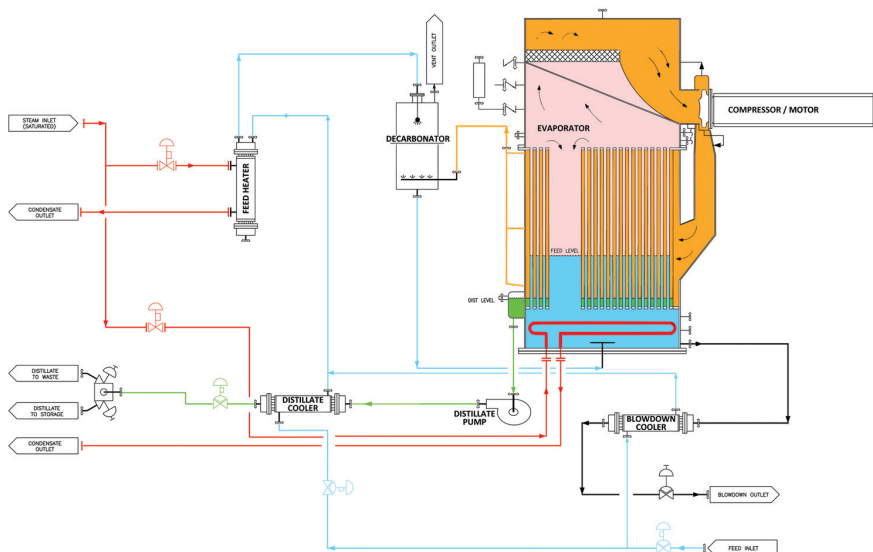 VENT OUTLET
COMPRESSOR / MOTOR
STEAM INLET
(SATURATED)
EVAPORATOR
DECARBONATOR
FEED HEATER
CONDENSATE
OUTLET
FEED LEVEL
DIST LEVEL
DISTILLATE
TO WASTE
DISTILLATE
COOLER
DISTILLATE
TO STORAGE
DISTILLATE
PUMP
BLOWDOWN
COOLER
CONDENSATE
OUTLET
BLOWDOWN OUTLET
FEED INLET